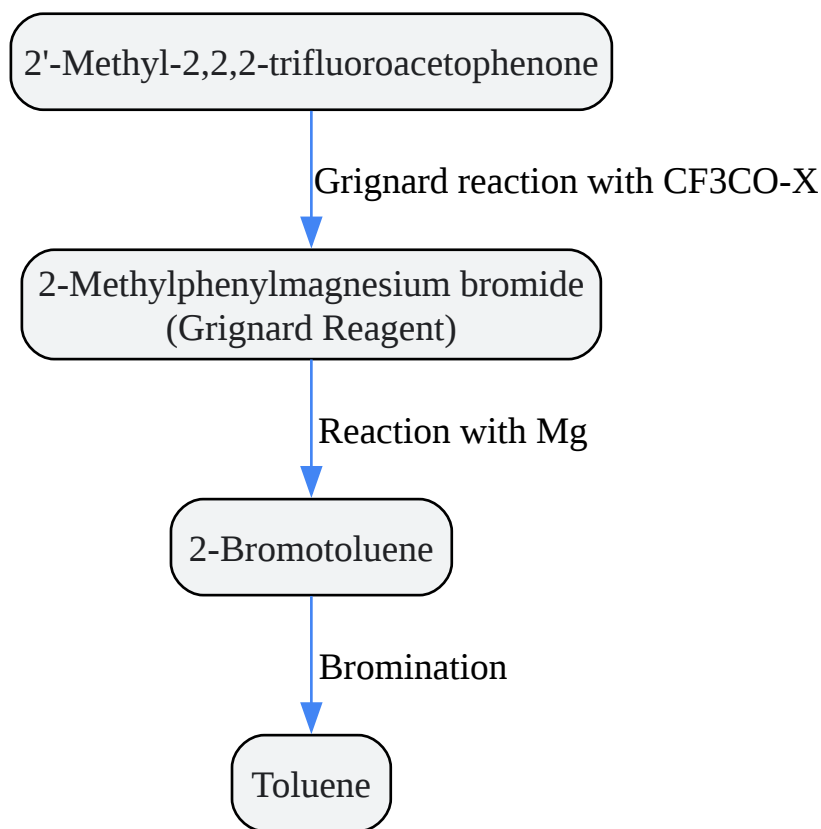 2'-Methyl-2,2,2-trifluoroacetophenone
Grignard reaction with CF3CO-X
2-Methylphenylmagnesium bromide
(Grignard Reagent)
Reaction with Mg
2-Bromotoluene
Bromination
Toluene